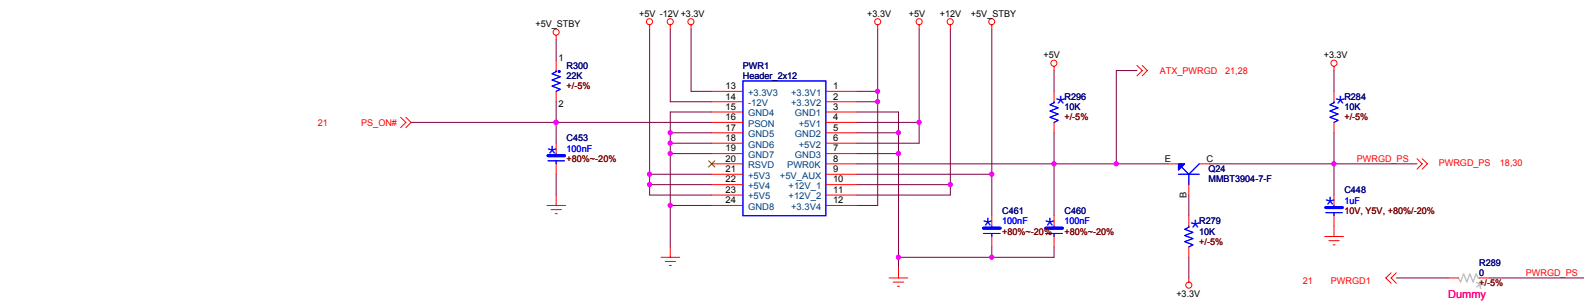 +5V -12V +3.3V
+3.3V +5V +12V +5V_STBY
+5V_STBY
1
R300
22K
+/-5%
2
21 PS_ON#
C453
100nF
+80%~-20%
PWR1
Header_2x12
13 +3.3V3 +3.3V1 1
14 -12V +3.3V2 2
15 GND4 GND1 3
16 PSON +5V1 4
17 GND5 GND2 5
18 GND6 +5V2 6
19 GND7 GND3 7
20 RSVD PWR0K 8
21 +5V3 +5V_AUX 9
22 +5V4 +12V_1 10
23 +5V5 +12V_2 11
24 GND8 +3.3V4 12
C461
100nF
+80%~-20%
C460
100nF
+80%~-20%
+5V
R296
10K
+/-5%
ATX_PWRGD 21,28
E C
Q24
MMBT3904-7-F
B
R279
10K
+/-5%
+3.3V
+3.3V
R284
10K
+/-5%
PWRGD_PS PWRGD_PS 18,30
C448
1uF
10V, Y5V, +80%/-20%
21 PWRGD1
R289
0
+/-5%
Dummy
PWRGD_PS